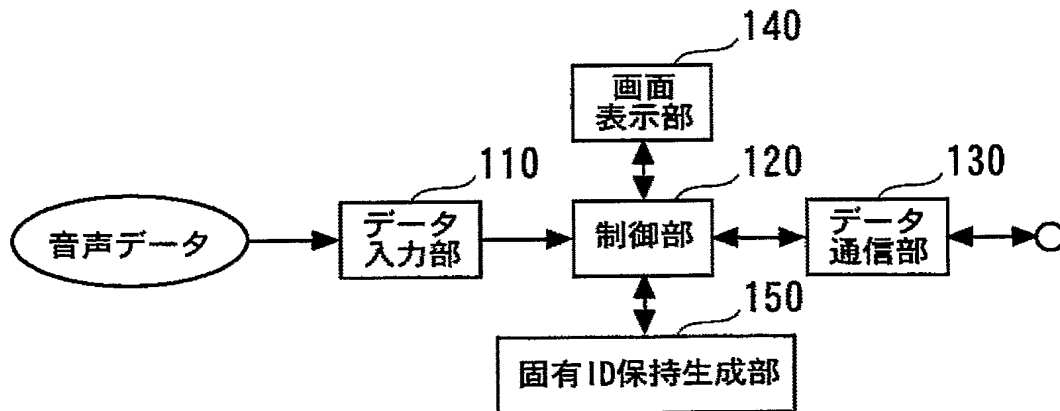 140
画面
表示部
110
120
130
音声データ
データ
入力部
制御部
データ
通信部
150
固有ID保持生成部